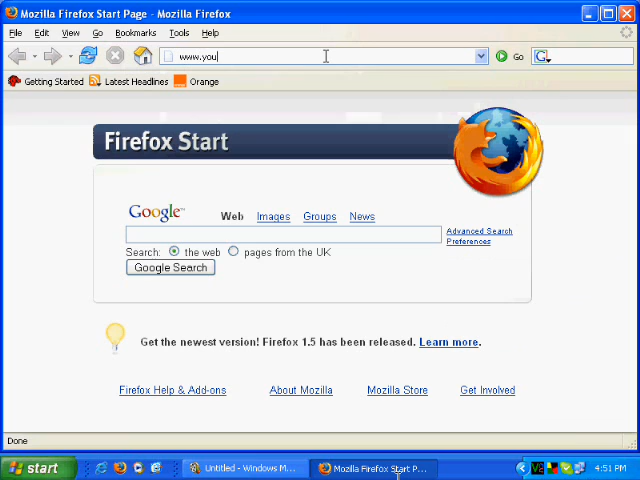 Mozilla Firefox Start Page - Mozilla Firefox
File Edit View Go Bookmarks Tools Help
www.you Go G
Getting Started Latest Headlines Orange
Firefox Start
Google™ Web Images Groups News
Advanced Search
Preferences
Search: the web pages from the UK
Google Search
Get the newest version! Firefox 1.5 has been released. Learn more.
Firefox Help & Add-ons About Mozilla Mozilla Store Get Involved
Done
start Untitled - Windows M... Mozilla Firefox Start P... 4:51 PM